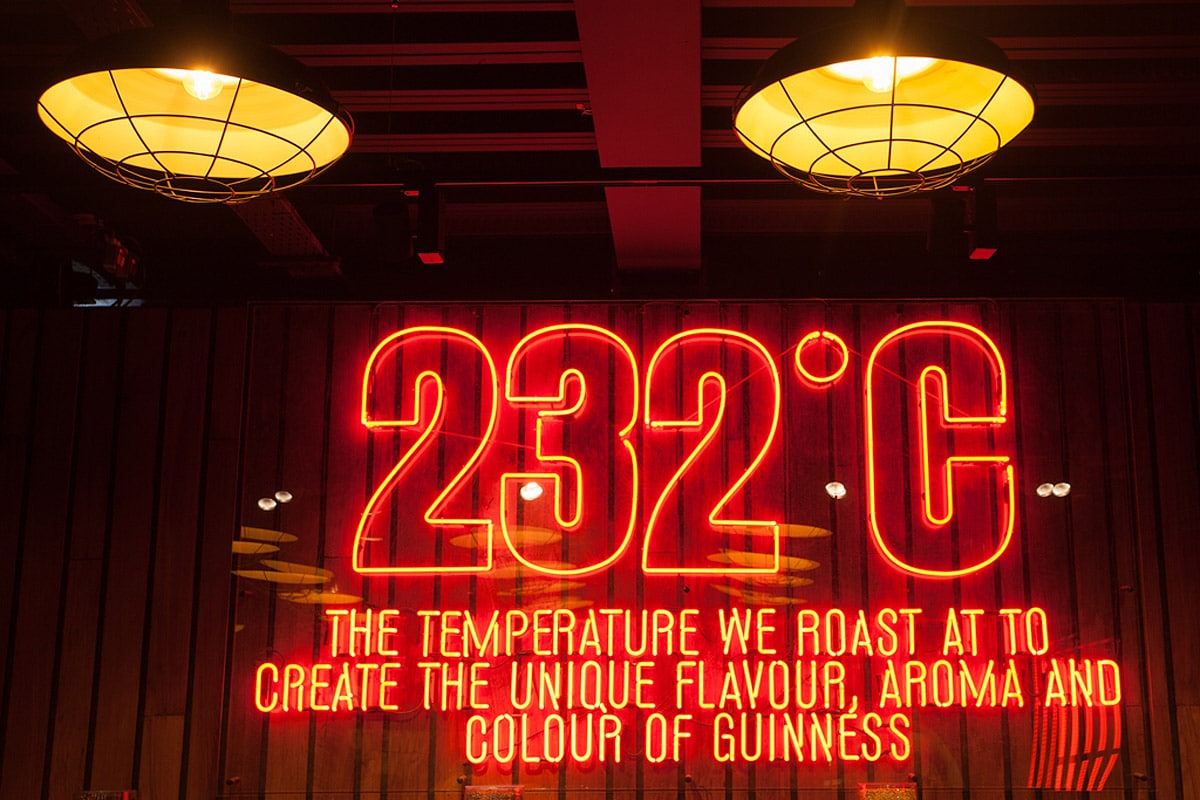 232°C
THE TEMPERATURE WE ROAST AT TO
CREATE THE UNIQUE FLAVOUR, AROMA AND
COLOUR OF GUINNESS